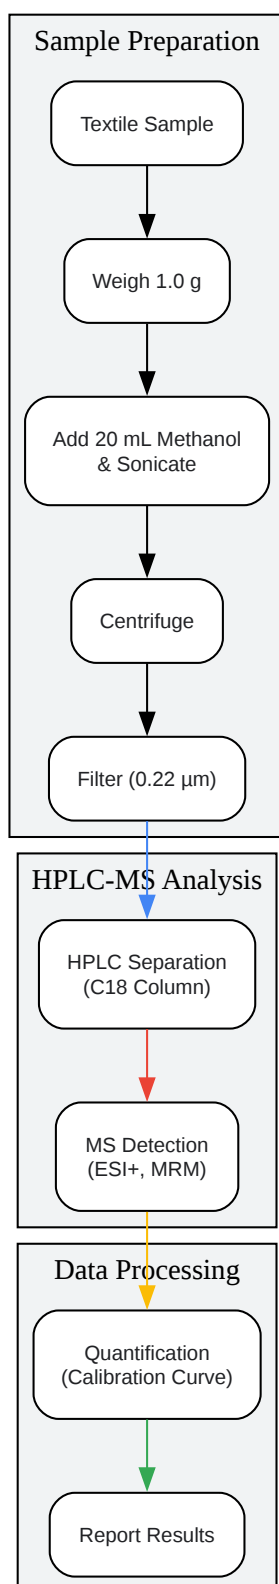 Sample Preparation
Textile Sample
Weigh 1.0 g
Add 20 mL Methanol
& Sonicate
Centrifuge
Filter (0.22 µm)
HPLC-MS Analysis
HPLC Separation
(C18 Column)
MS Detection
(ESI+, MRM)
Data Processing
Quantification
(Calibration Curve)
Report Results